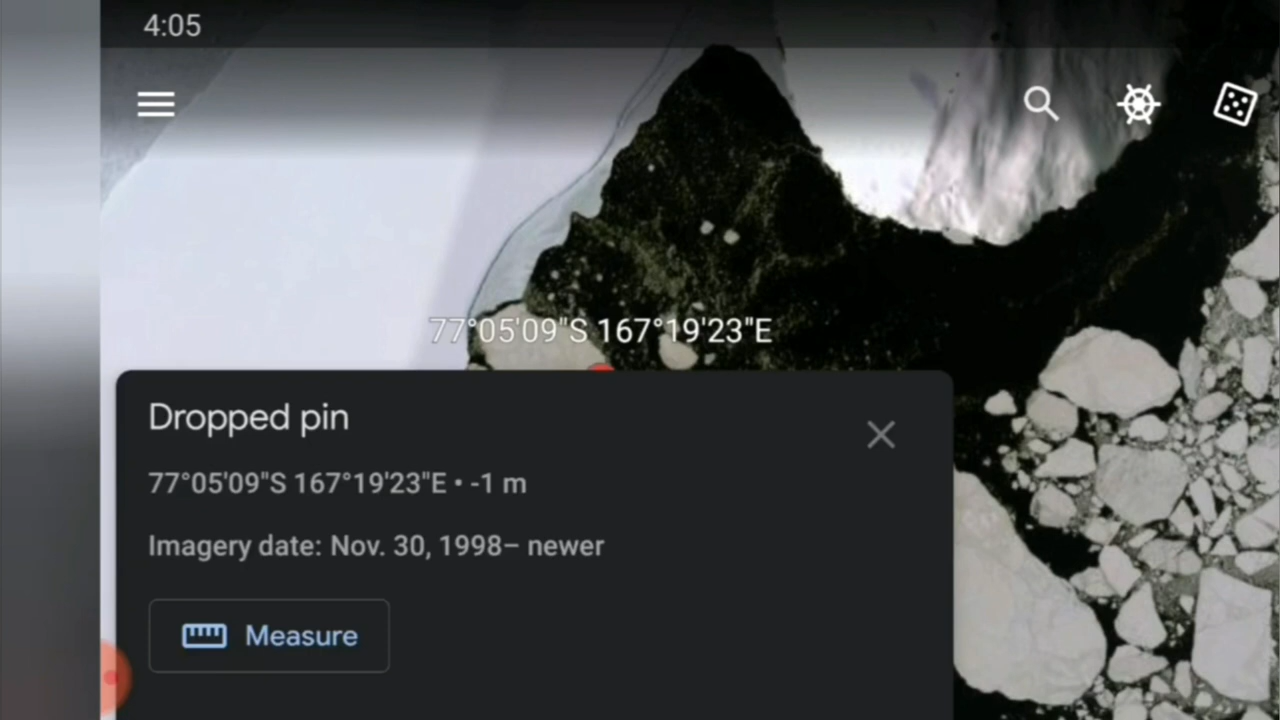 4:05
77°05'09"S 167°19'23"E
Dropped pin
77°05'09"S 167°19'23"E • -1 m
Imagery date: Nov. 30, 1998– newer
Measure